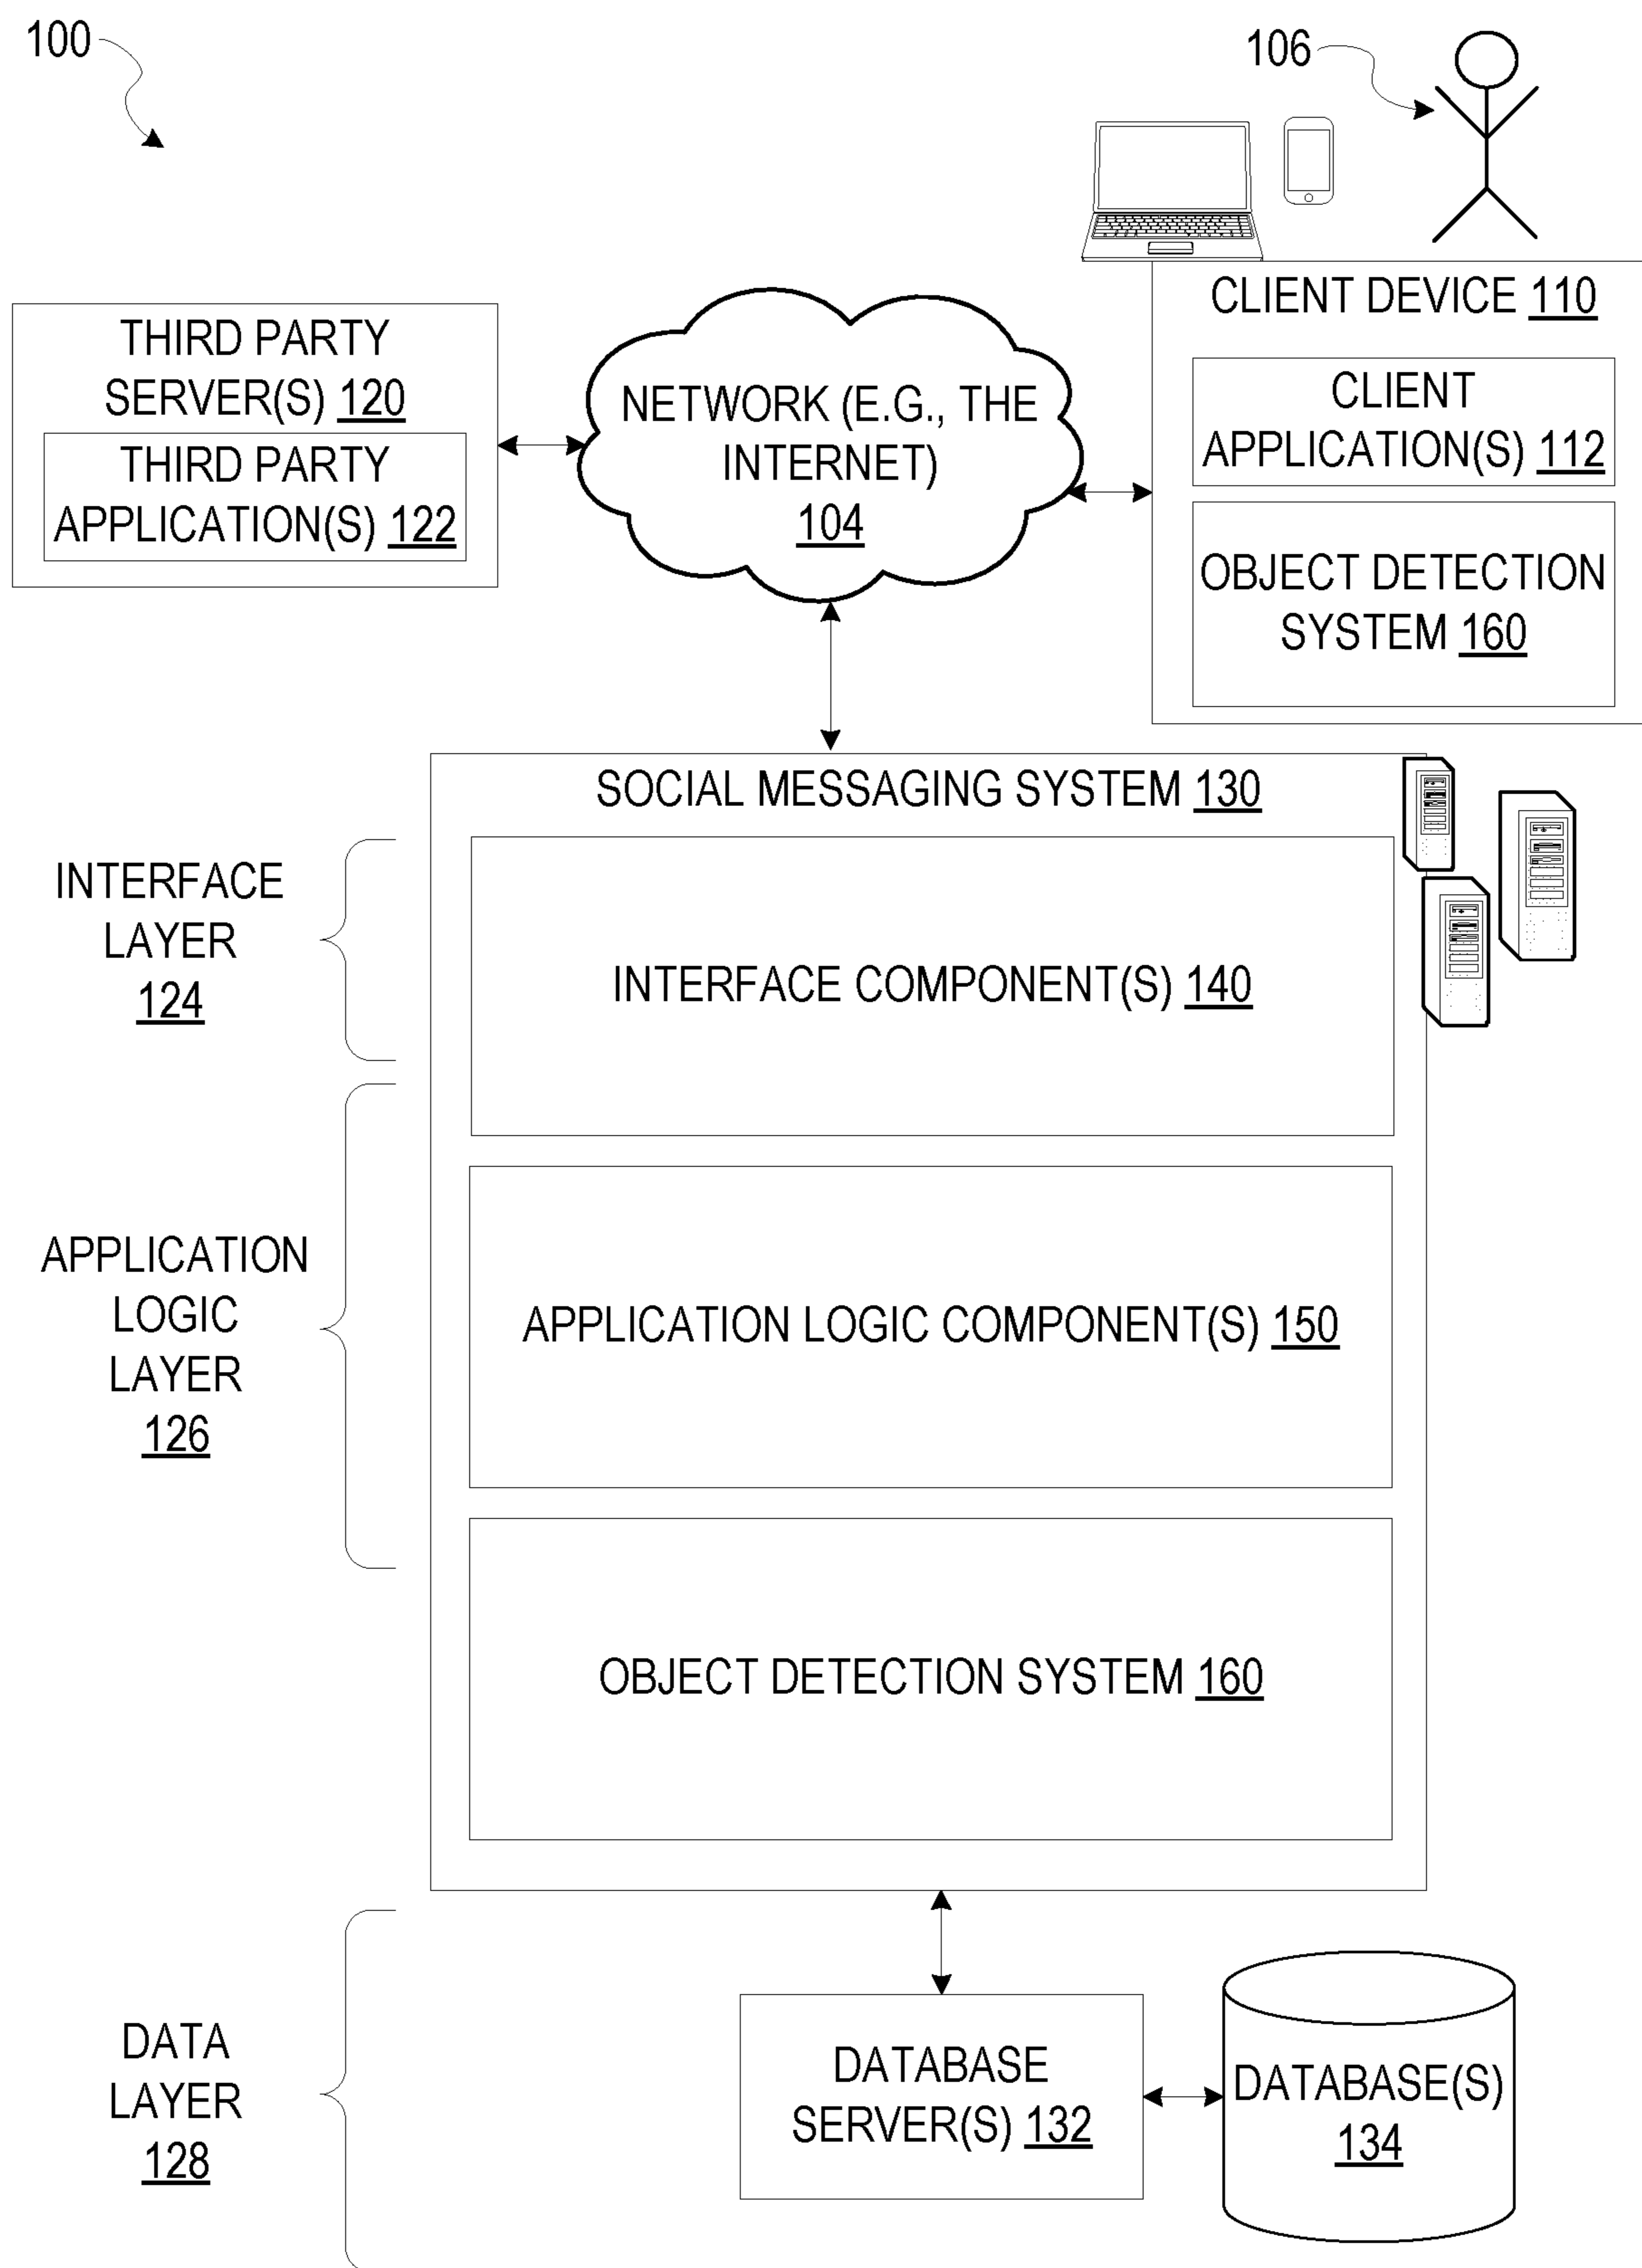 100
106
CLIENT DEVICE 110
CLIENT
APPLICATION(S) 112
OBJECT DETECTION
SYSTEM 160
THIRD PARTY
SERVER(S) 120
THIRD PARTY
APPLICATION(S) 122
NETWORK (E.G., THE
INTERNET)
104
SOCIAL MESSAGING SYSTEM 130
INTERFACE
LAYER
124
INTERFACE COMPONENT(S) 140
APPLICATION
LOGIC
LAYER
126
APPLICATION LOGIC COMPONENT(S) 150
OBJECT DETECTION SYSTEM 160
DATA
LAYER
128
DATABASE
SERVER(S) 132
DATABASE(S)
134